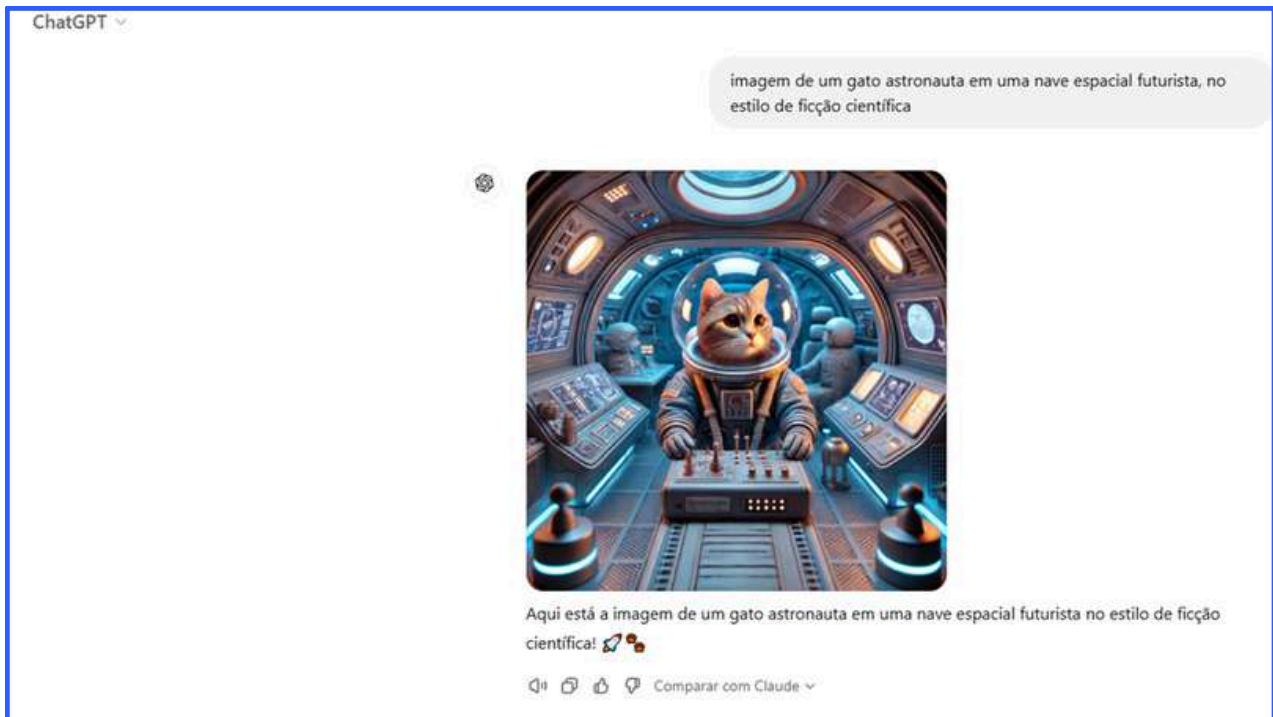 ChatGPT
imagem de um gato astronauta em uma nave espacial futurista, no
estilo de ficção científica
Aqui está a imagem de um gato astronauta em uma nave espacial futurista no estilo de ficção
científica! 🚀🐾
Comparar com Claude